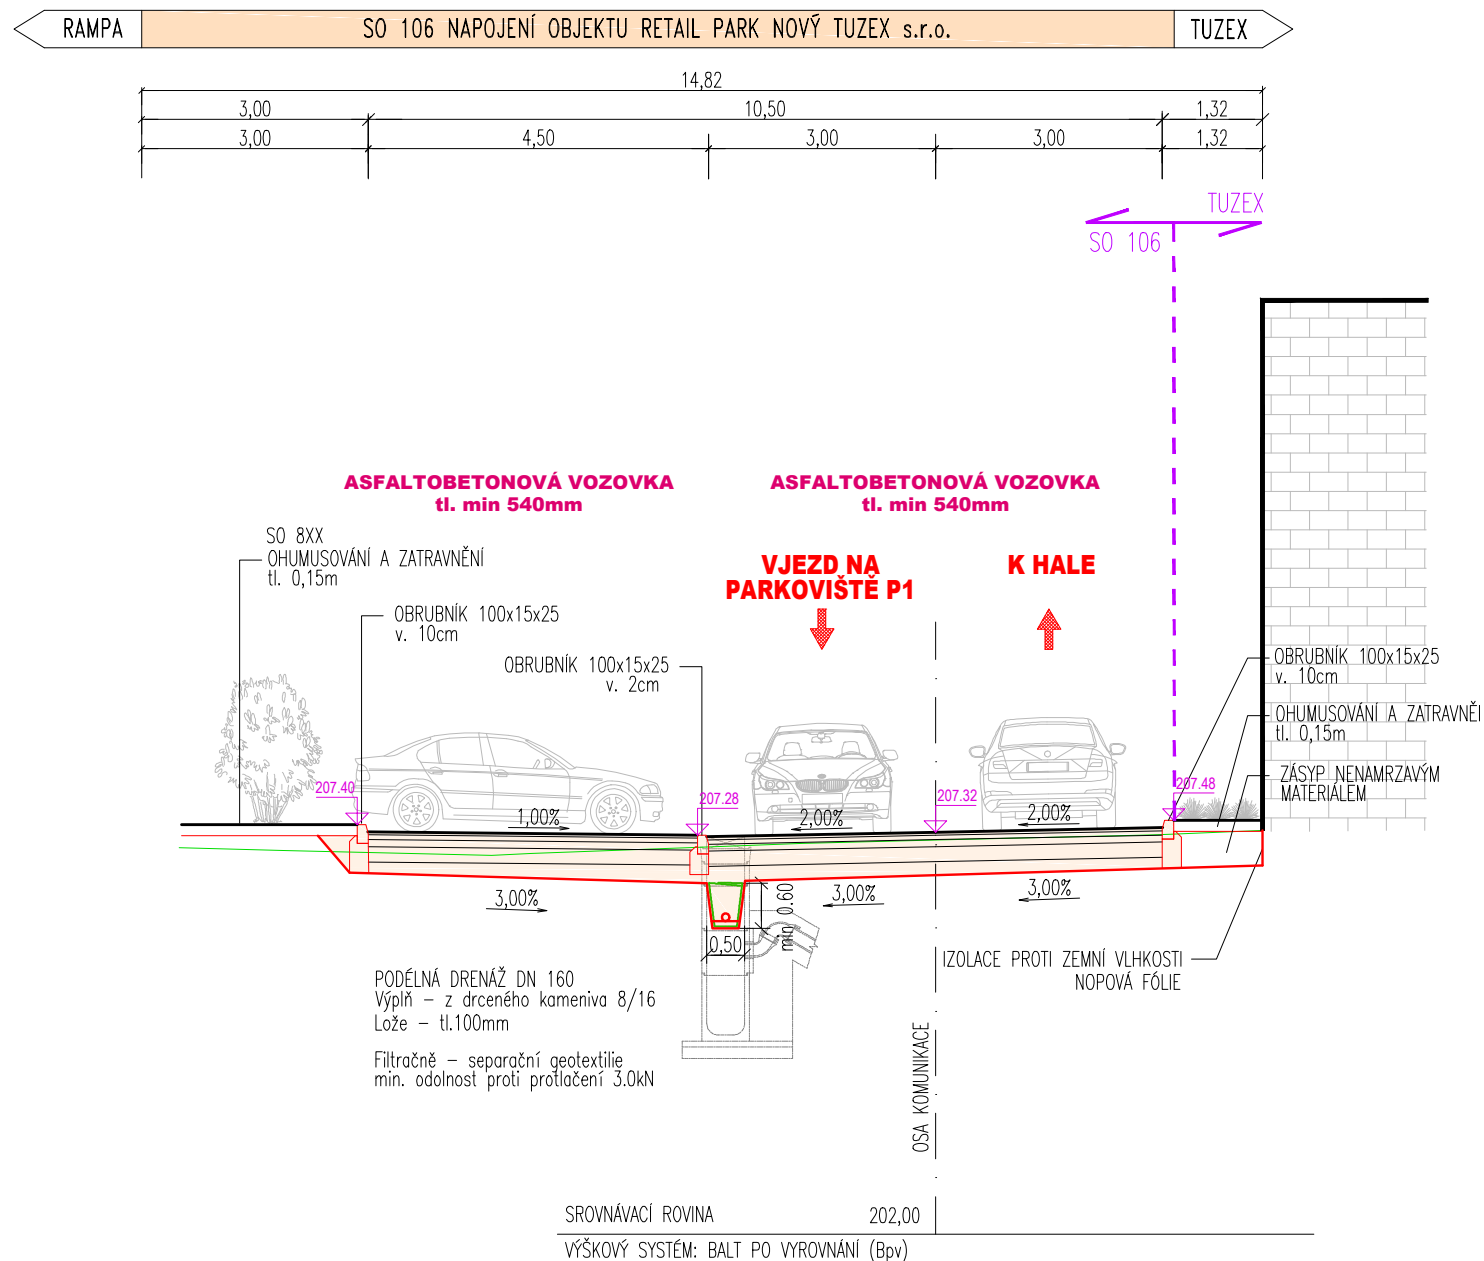 RAMPA
SO 106 NAPOJENÍ OBJEKTU RETAIL PARK NOVÝ TUZEX s.r.o.
TUZEX
14,82
3,00
10,50
1,32
3,00
4,50
3,00
3,00
1,32
TUZEX
SO 106
ASFALTOBETONOVÁ VOZOVKA
tl. min 540mm
ASFALTOBETONOVÁ VOZOVKA
tl. min 540mm
SO 8XX
OHUMUSOVÁNÍ A ZATRAVNĚNÍ
tl. 0,15m
VJEZD NA
PARKOVIŠTĚ P1
K HALE
OBRUBNÍK 100x15x25
v. 10cm
OBRUBNÍK 100x15x25
v. 2cm
OBRUBNÍK 100x15x25
v. 10cm
OHUMUSOVÁNÍ A ZATRAVNĚ
tl. 0,15m
ZÁSYP NENAMRZAVÝM
MATERIÁLEM
207.40
207.28
207.32
207.48
1,00%
2,00%
2,00%
3,00%
3,00%
3,00%
min 0.60
0,50
IZOLACE PROTI ZEMNÍ VLHKOSTI
NOPOVÁ FÓLIE
PODÉLNÁ DRENÁŽ DN 160
Výplň – z drceného kameniva 8/16
Lože – tl.100mm
Filtračně – separační geotextilie
min. odolnost proti protlačení 3.0kN
OSA KOMUNIKACE
SROVNÁVACÍ ROVINA 202,00
VÝŠKOVÝ SYSTÉM: BALT PO VYROVNÁNÍ (Bpv)